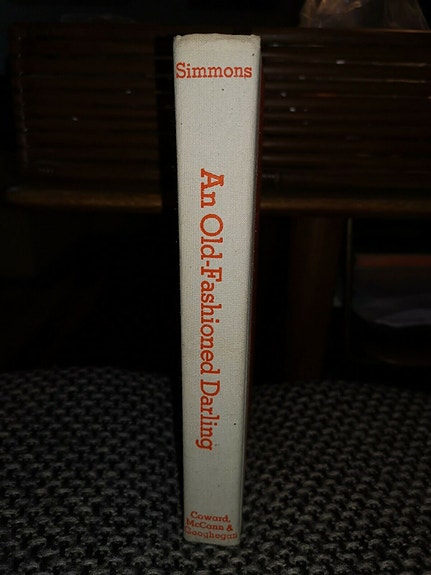 Simmons
An Old-Fashioned Darling
Coward,
McCann &
Geoghegan